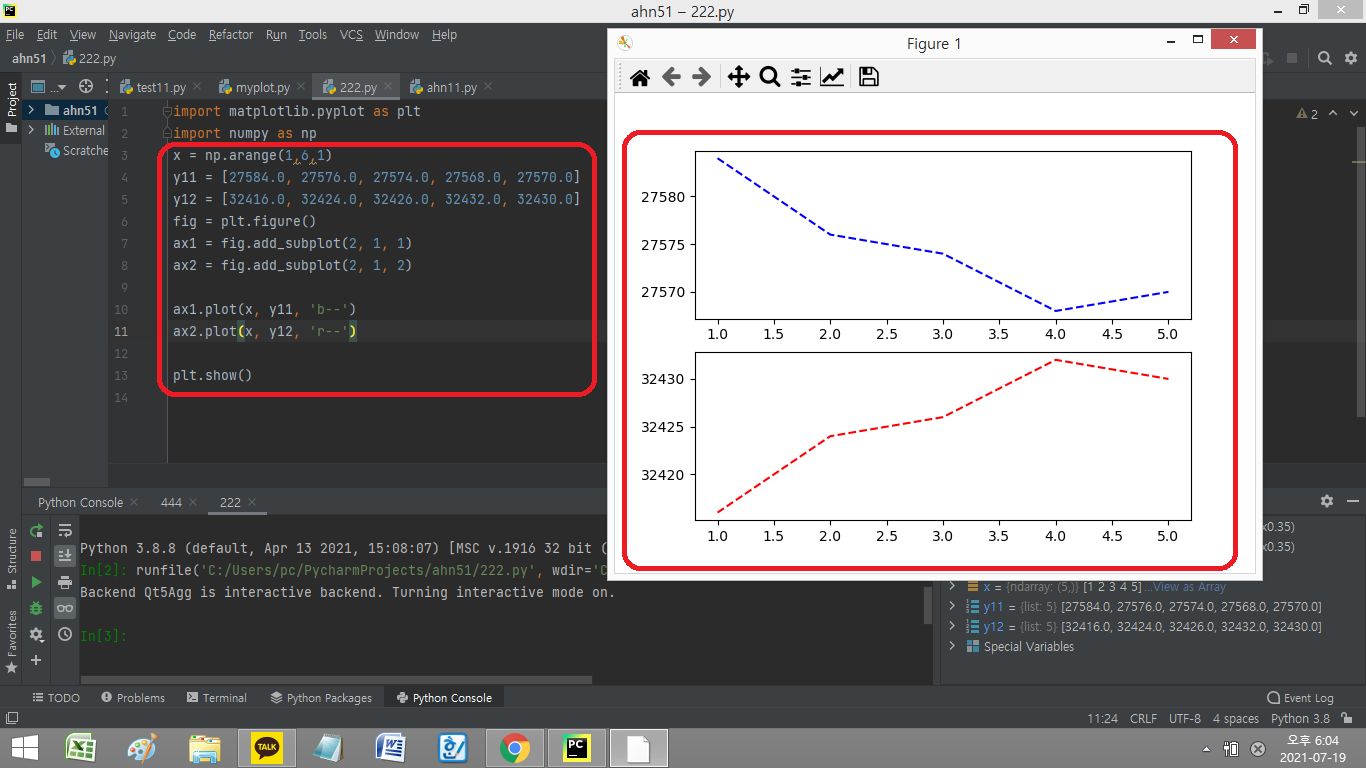 ahn51 – 222.py
File Edit View Navigate Code Refactor Run Tools VCS Window Help
ahn51 222.py
Figure 1
test11.py myplot.py 222.py ahn11.py
Project
ahn51
External
Scratche
2
1 import matplotlib.pyplot as plt
2 import numpy as np
3 x = np.arange(1,6,1)
4 y11 = [27584.0, 27576.0, 27574.0, 27568.0, 27570.0]
5 y12 = [32416.0, 32424.0, 32426.0, 32432.0, 32430.0]
6 fig = plt.figure()
7 ax1 = fig.add_subplot(2, 1, 1)
8 ax2 = fig.add_subplot(2, 1, 2)
9
10 ax1.plot(x, y11, 'b--')
11 ax2.plot(x, y12, 'r--')
12
13 plt.show()
14
27580
27575
27570
1.0 1.5 2.0 2.5 3.0 3.5 4.0 4.5 5.0
32430
32425
32420
1.0 1.5 2.0 2.5 3.0 3.5 4.0 4.5 5.0
Python Console 444 222
Structure
Favorites
Python 3.8.8 (default, Apr 13 2021, 15:08:07) [MSC v.1916 32 bit (
In[2]: runfile('C:/Users/pc/PycharmProjects/ahn51/222.py', wdir='C
Backend Qt5Agg is interactive backend. Turning interactive mode on.
In[3]:
x0.35)
x0.35)
x = {ndarray: (5,)} [1 2 3 4 5] ...View as Array
y11 = {list: 5} [27584.0, 27576.0, 27574.0, 27568.0, 27570.0]
y12 = {list: 5} [32416.0, 32424.0, 32426.0, 32432.0, 32430.0]
Special Variables
TODO Problems Terminal Python Packages Python Console Event Log
11:24 CRLF UTF-8 4 spaces Python 3.8
TALK
PC
오후 6:04
2021-07-19